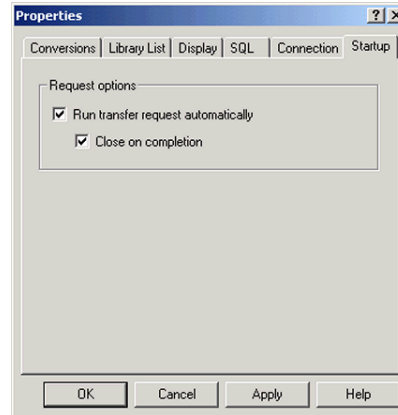 Properties
Conversions Library List Display SQL Connection Startup
Request options
Run transfer request automatically
Close on completion
OK Cancel Apply Help